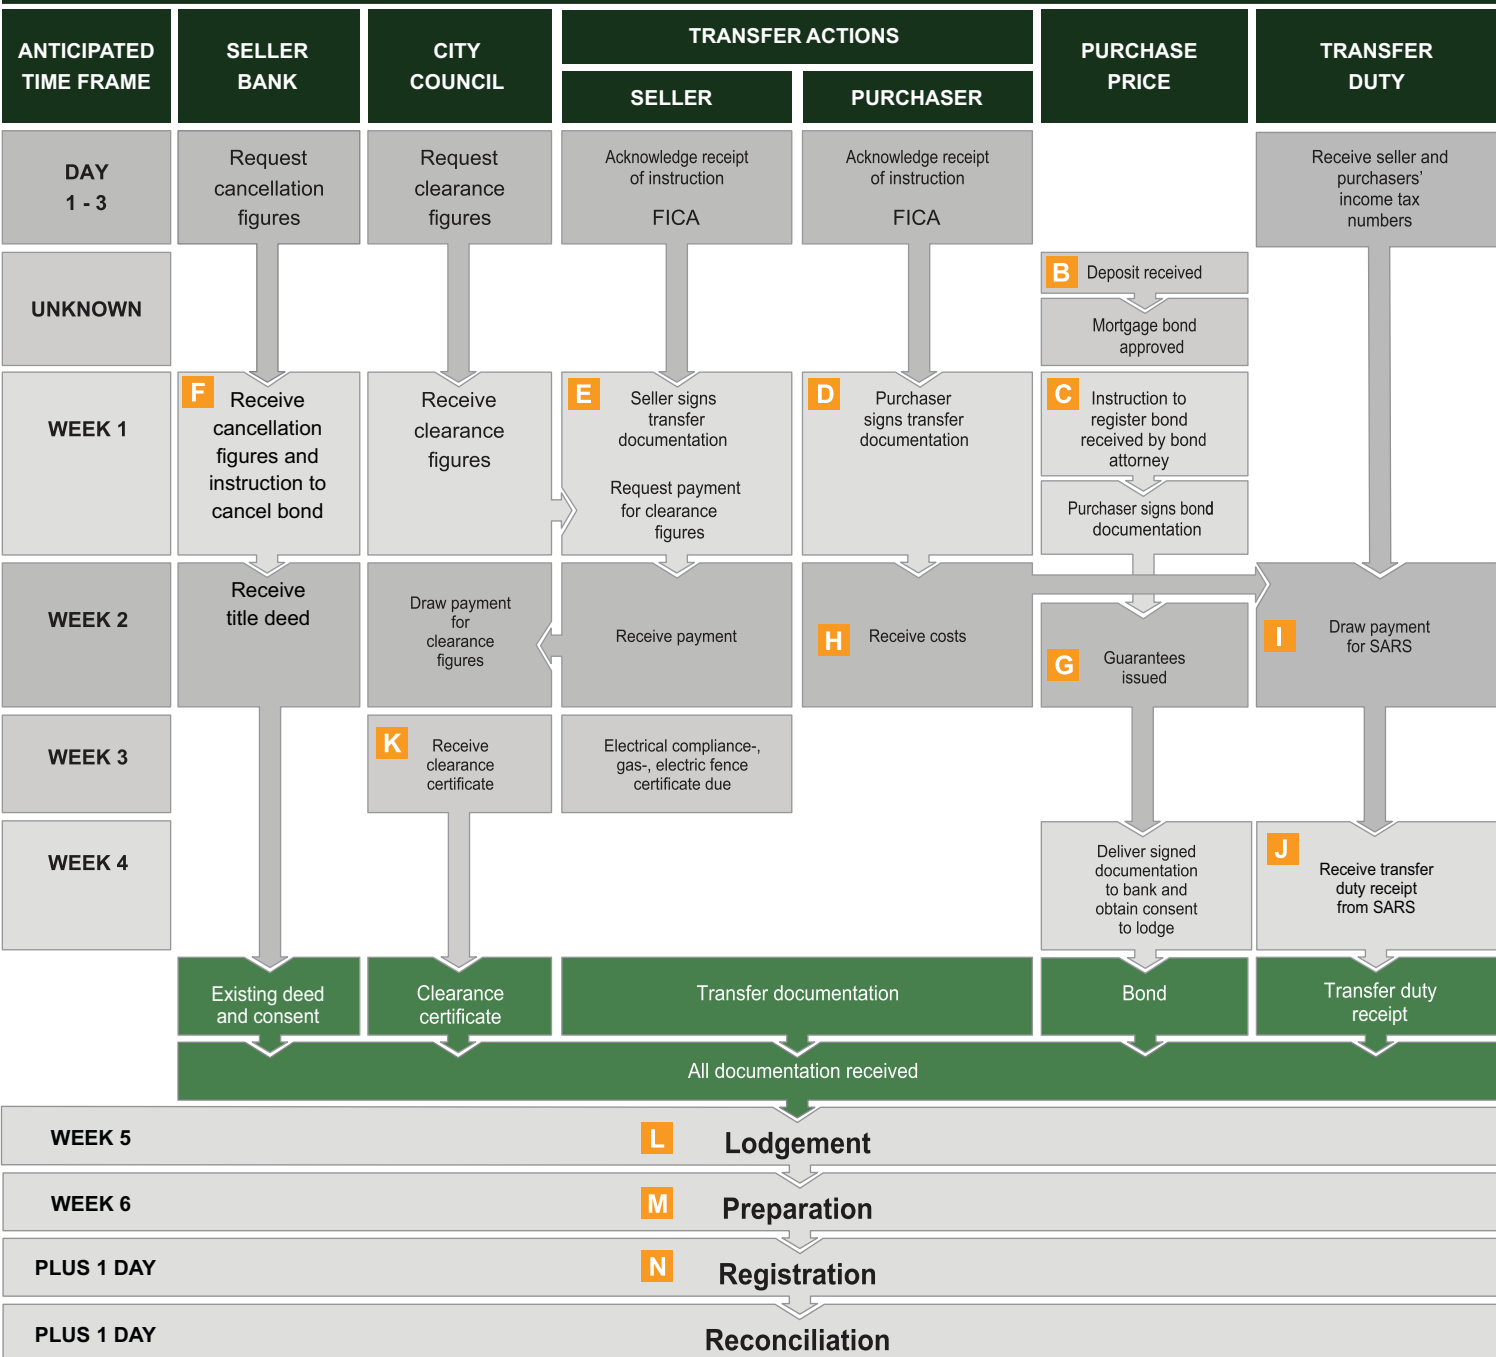 ANTICIPATED
TIME FRAME
SELLER
BANK
CITY
COUNCIL
TRANSFER ACTIONS
SELLER
PURCHASER
PURCHASE
PRICE
TRANSFER
DUTY
DAY
1 - 3
Request
cancellation
figures
Request
clearance
figures
Acknowledge receipt
of instruction
FICA
Acknowledge receipt
of instruction
FICA
Receive seller and
purchasers’
income tax
numbers
UNKNOWN
B
Deposit received
Mortgage bond
approved
WEEK 1
F
Receive
cancellation
figures and
instruction to
cancel bond
Receive
clearance
figures
E
Seller signs
transfer
documentation
Request payment
for clearance
figures
D
Purchaser
signs transfer
documentation
C
Instruction to
register bond
received by bond
attorney
Purchaser signs bond
documentation
WEEK 2
Receive
title deed
Draw payment
for
clearance
figures
Receive payment
H
Receive costs
G
Guarantees
issued
I
Draw payment
for SARS
WEEK 3
K
Receive
clearance
certificate
Electrical compliance-,
gas-, electric fence
certificate due
WEEK 4
Deliver signed
documentation
to bank and
obtain consent
to lodge
J
Receive transfer
duty receipt
from SARS
Existing deed
and consent
Clearance
certificate
Transfer documentation
Bond
Transfer duty
receipt
All documentation received
WEEK 5
L
Lodgement
WEEK 6
M
Preparation
PLUS 1 DAY
N
Registration
PLUS 1 DAY
Reconciliation